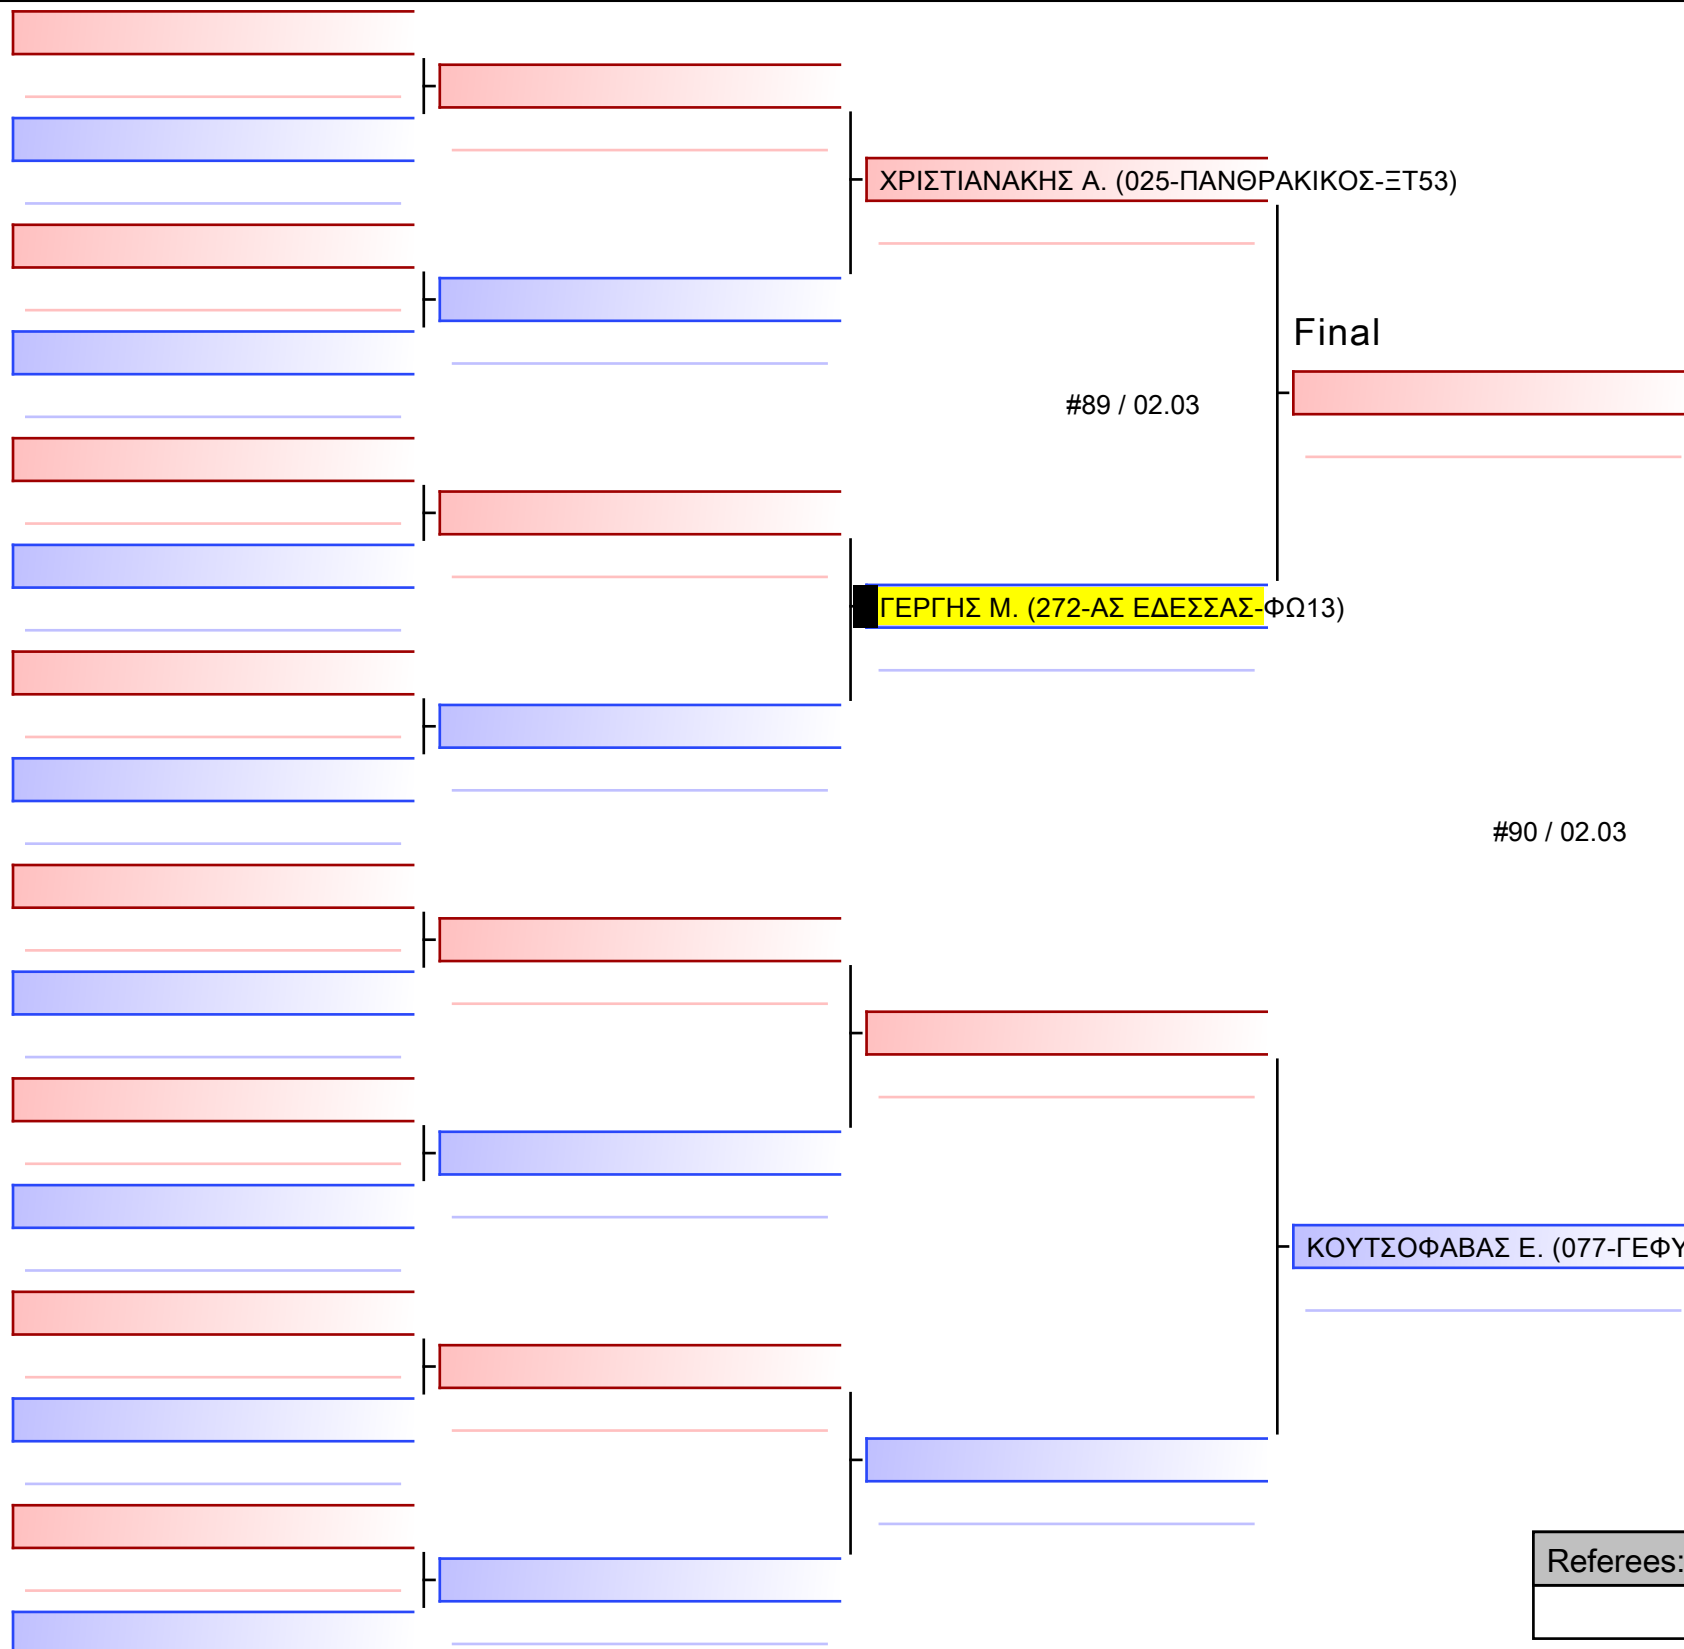 ΧΡΙΣΤΙΑΝΑΚΗΣ Α. (025-ΠΑΝΘΡΑΚΙΚΟΣ-ΞΤ53)
Final
#89 / 02.03
ΓΕΡΓΗΣ Μ. (272-ΑΣ ΕΔΕΣΣΑΣ-ΦΩ13)
#90 / 02.03
ΚΟΥΤΣΟΦΑΒΑΣ Ε. (077-ΓΕΦΥ
Referees: